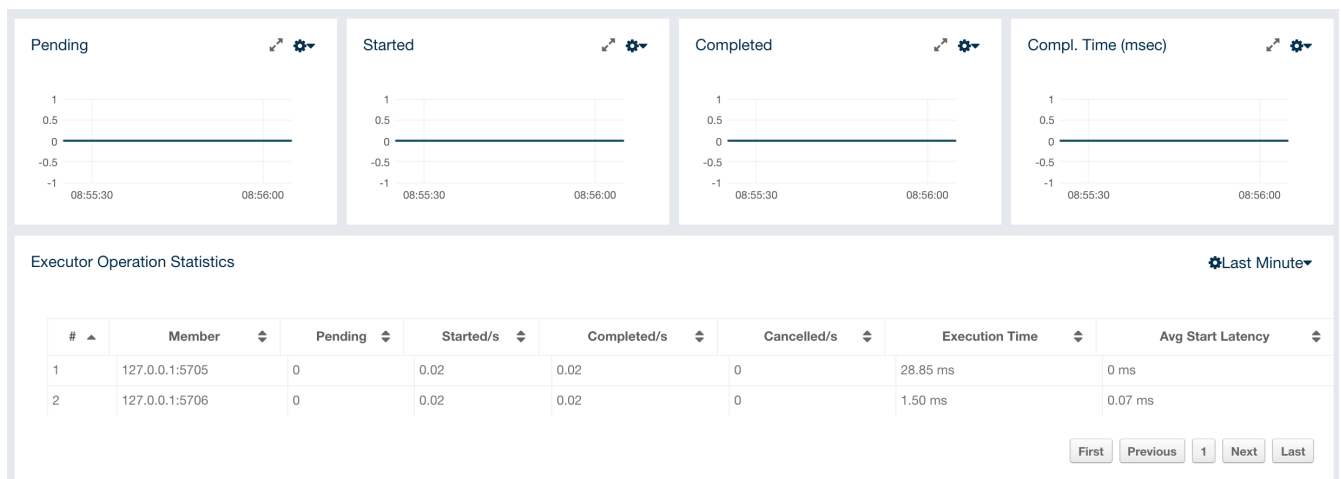 Pending
Started
Completed
Compl. Time (msec)
1
0.5
0
-0.5
-1
08:55:30 08:56:00
1
0.5
0
-0.5
-1
08:55:30 08:56:00
1
0.5
0
-0.5
-1
08:55:30 08:56:00
1
0.5
0
-0.5
-1
08:55:30 08:56:00
Executor Operation Statistics
Last Minute
# Member Pending Started/s Completed/s Cancelled/s Execution Time Avg Start Latency
1 127.0.0.1:5705 0 0.02 0.02 0 28.85 ms 0 ms
2 127.0.0.1:5706 0 0.02 0.02 0 1.50 ms 0.07 ms
First Previous 1 Next Last